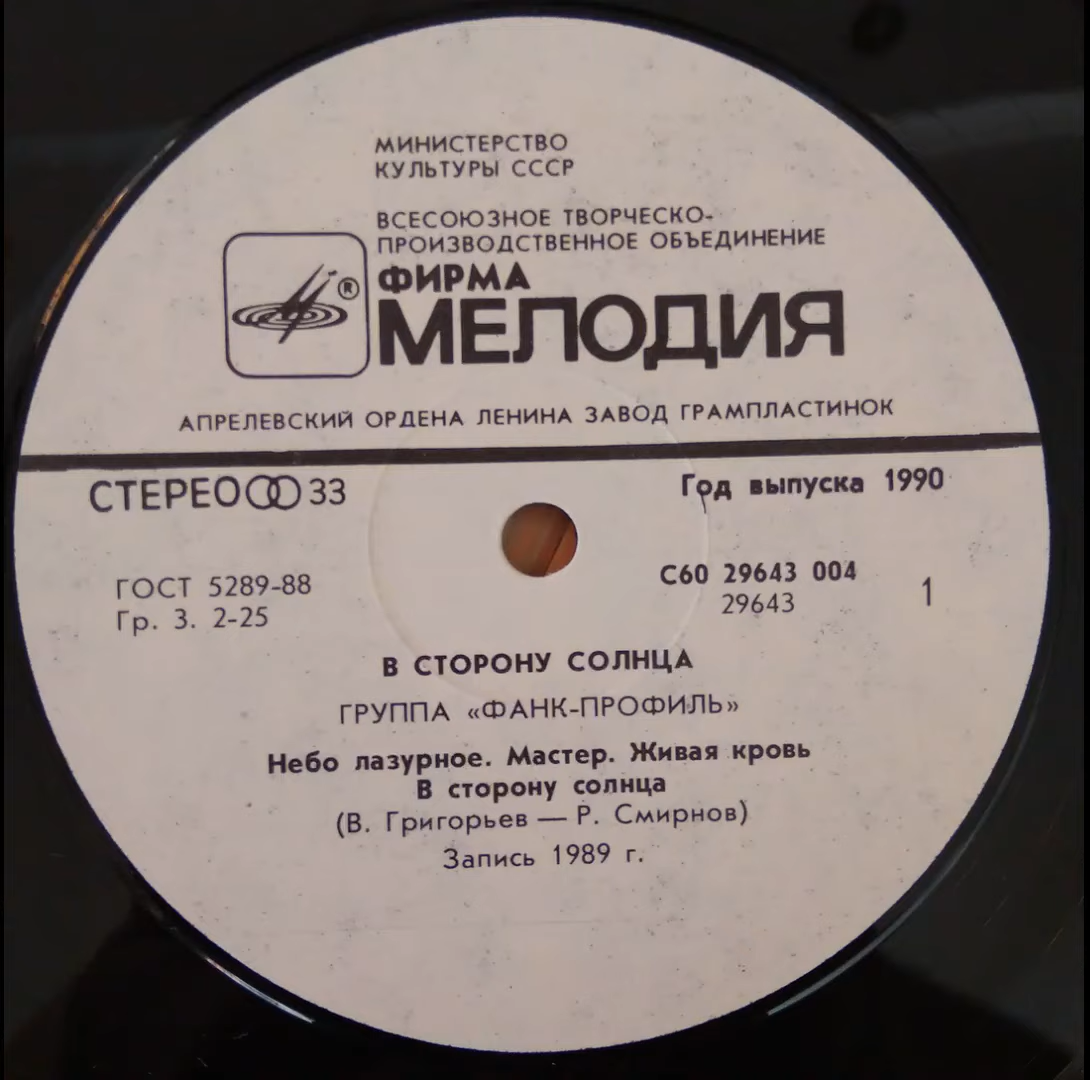 МИНИСТЕРСТВО
КУЛЬТУРЫ СССР
ВСЕСОЮЗНОЕ ТВОРЧЕСКО-
ПРОИЗВОДСТВЕННОЕ ОБЪЕДИНЕНИЕ
®
ФИРМА
МЕЛОДИЯ
АПРЕЛЕВСКИЙ ОРДЕНА ЛЕНИНА ЗАВОД ГРАМПЛАСТИНОК
СТЕРЕО 33
Год выпуска 1990
ГОСТ 5289-88
Гр. 3. 2-25
С60 29643 004
29643
1
В СТОРОНУ СОЛНЦА
ГРУППА «ФАНК-ПРОФИЛЬ»
Небо лазурное. Мастер. Живая кровь
В сторону солнца
(В. Григорьев — Р. Смирнов)
Запись 1989 г.